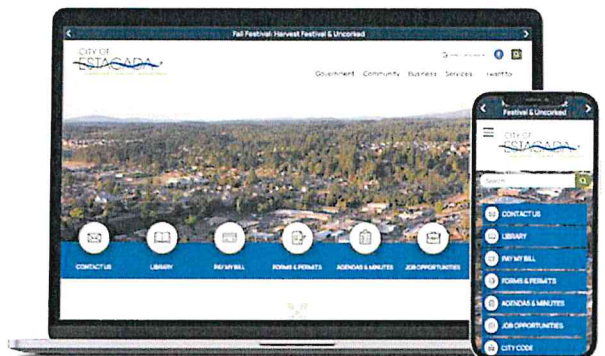 Fall Festival: Harvest Festival & Uncorked
CITY OF
ESTACADA
Government Community Business Services I want to
CONTACT US
LIBRARY
PAY MY BILL
FORMS & PERMITS
AGENDAS & MINUTES
JOB OPPORTUNITIES
Festival & Uncorked
CITY OF
ESTACADA
Search
CONTACT US
LIBRARY
PAY MY BILL
FORMS & PERMITS
AGENDAS & MINUTES
JOB OPPORTUNITIES
CITY CODE